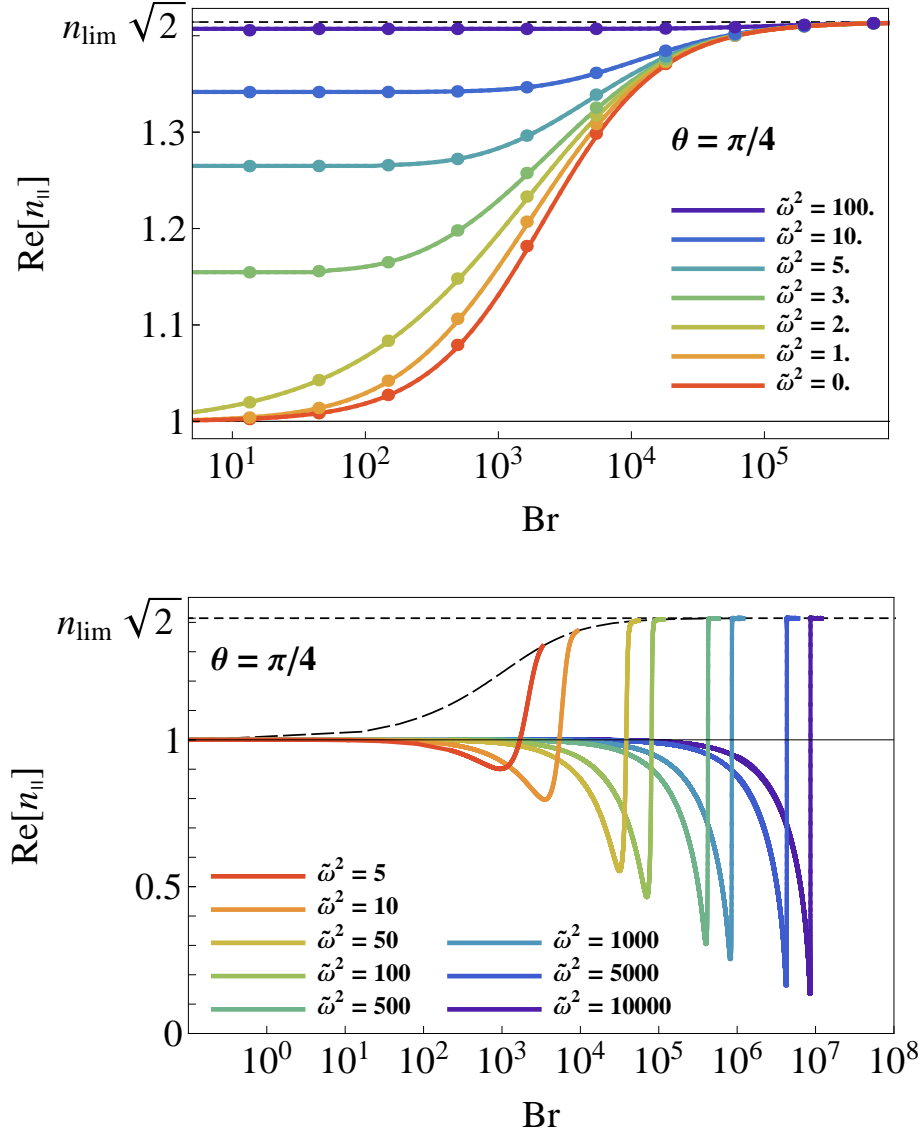 n_lim √2
1.3
1.2
1.1
1
Re[n_||]
θ = π/4
ω̃² = 100.
ω̃² = 10.
ω̃² = 5.
ω̃² = 3.
ω̃² = 2.
ω̃² = 1.
ω̃² = 0.
10¹ 10² 10³ 10⁴ 10⁵
Br
n_lim √2
1
0.5
0
Re[n_||]
θ = π/4
ω̃² = 5
ω̃² = 10
ω̃² = 50
ω̃² = 100
ω̃² = 500
ω̃² = 1000
ω̃² = 5000
ω̃² = 10000
10⁰ 10¹ 10² 10³ 10⁴ 10⁵ 10⁶ 10⁷ 10⁸
Br